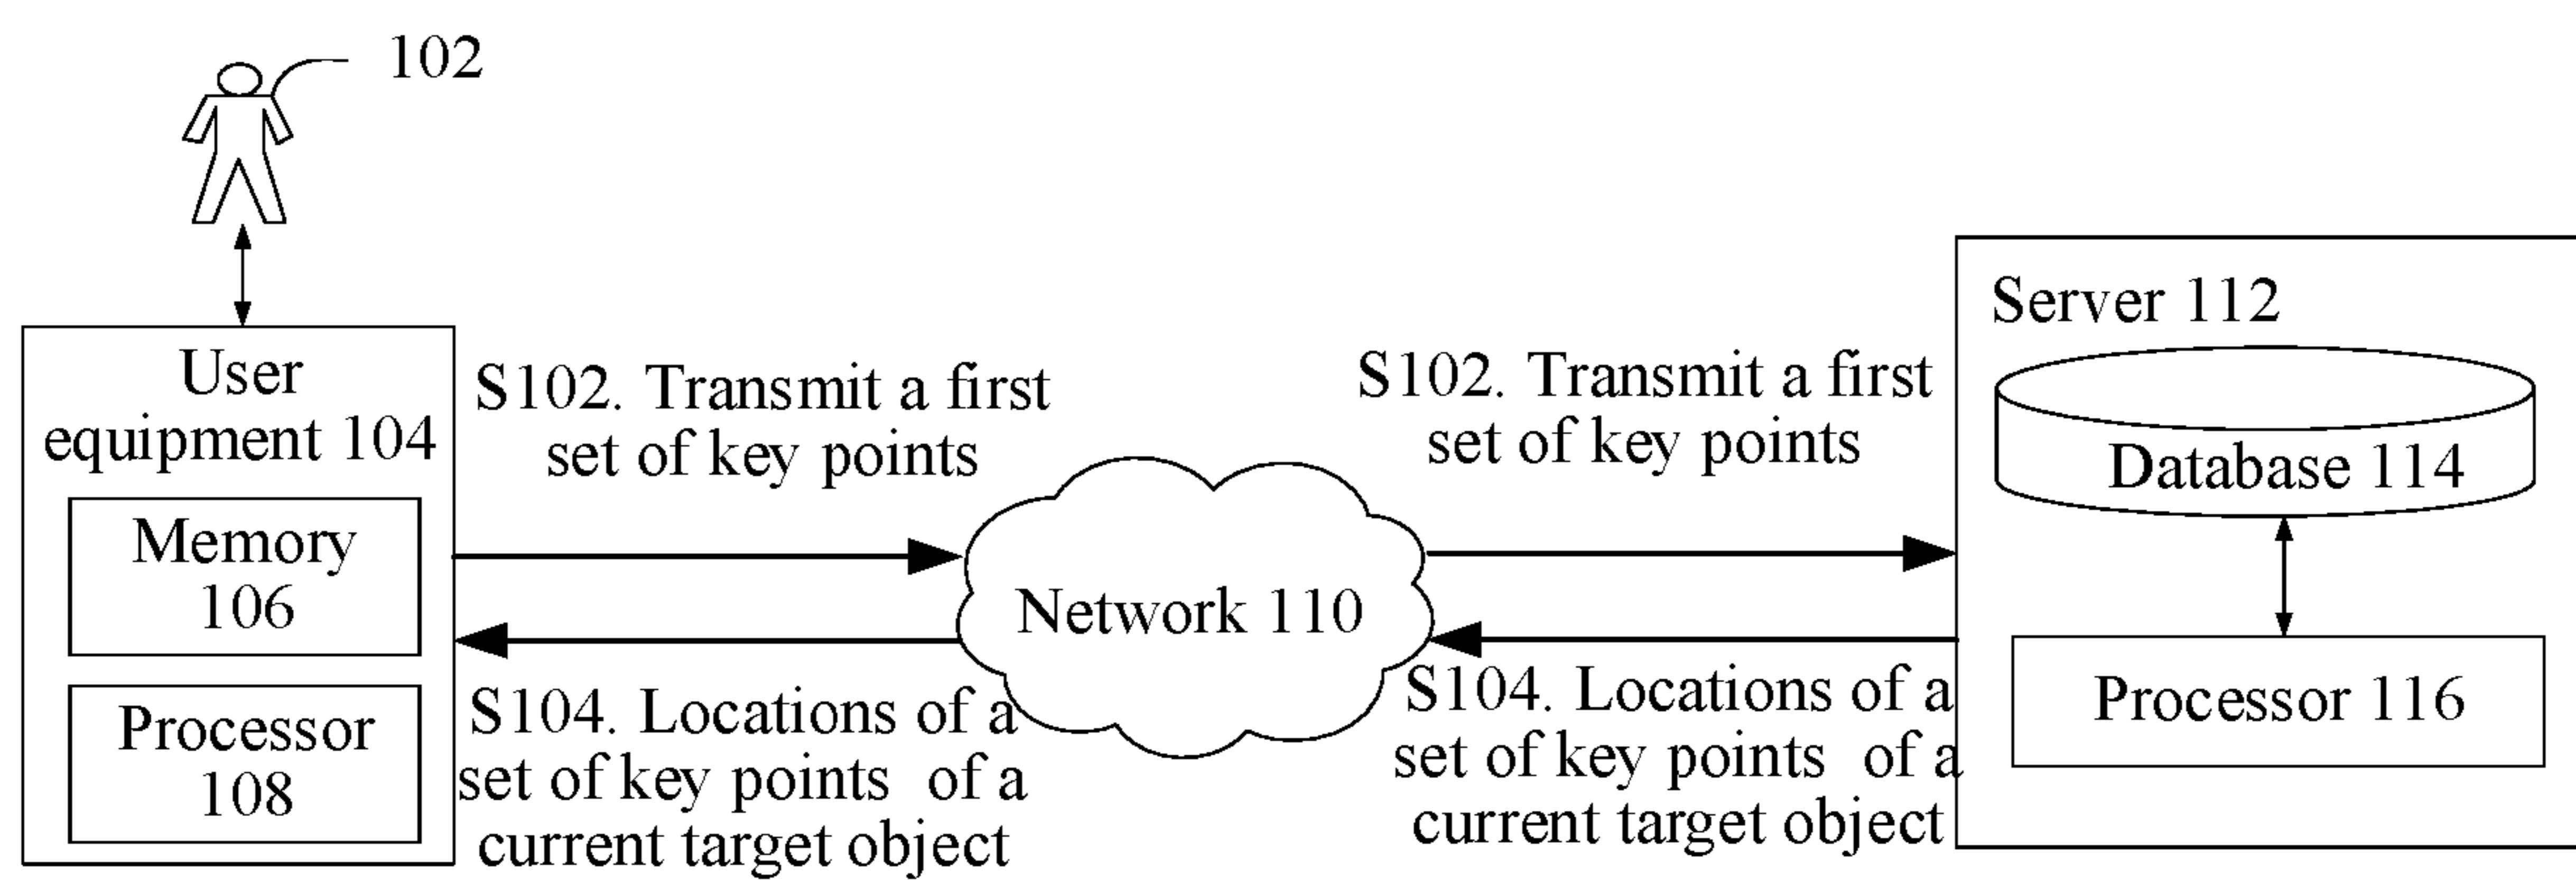 102
User
equipment 104
Memory
106
Processor
108
S102. Transmit a first
set of key points
S104. Locations of a
set of key points of a
current target object
Network 110
S102. Transmit a first
set of key points
S104. Locations of a
set of key points of a
current target object
Server 112
Database 114
Processor 116